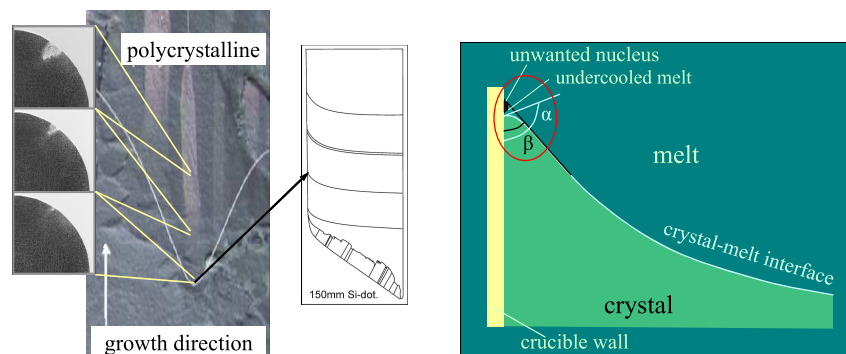 polycrystalline
growth direction
150mm Si-dot.
unwanted nucleus
undercooled melt
α
β
melt
crystal-melt interface
crystal
crucible wall